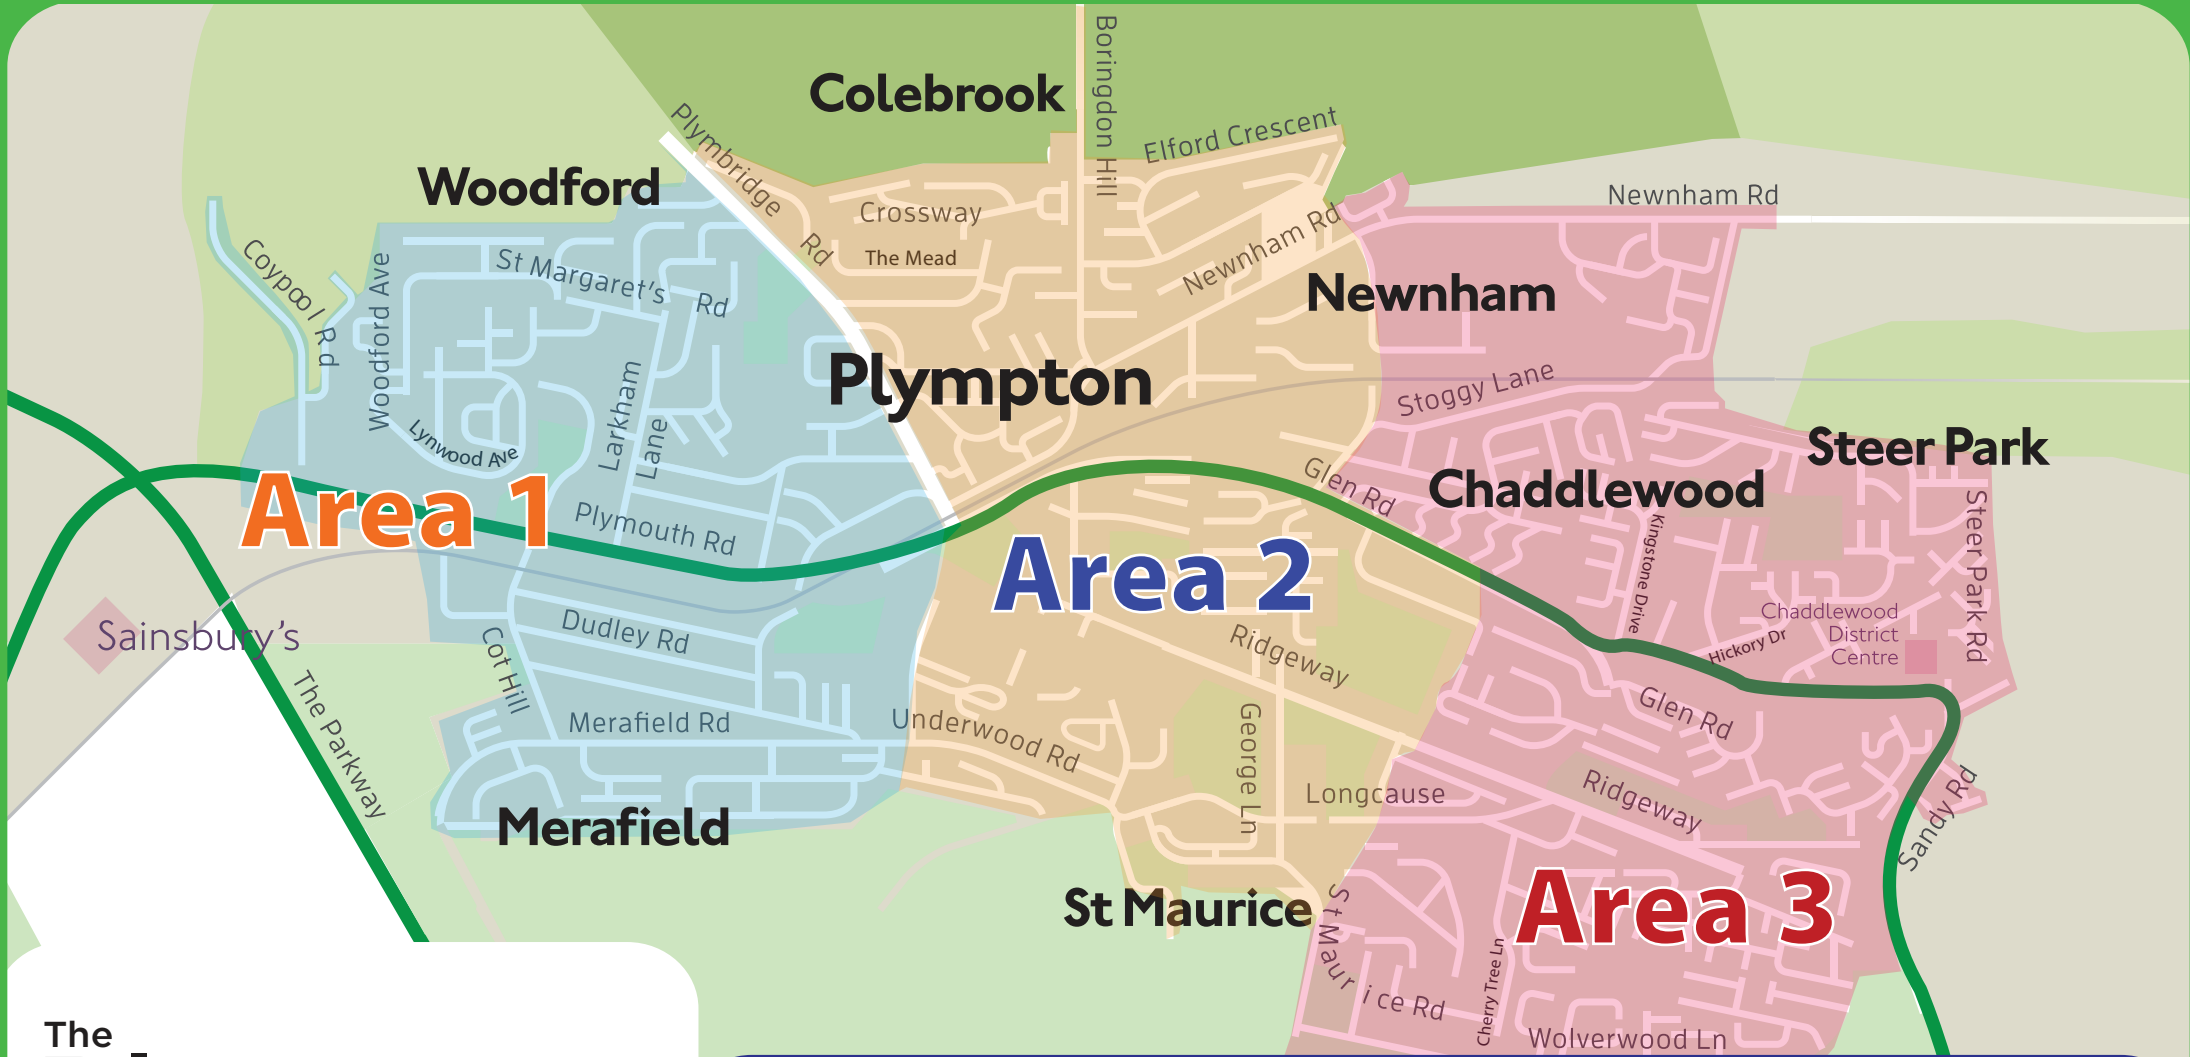 Boringdon Hill
Colebrook
Plymbridge Rd
Elford Crescent
Woodford
Newnham Rd
Crossway
The Mead
Newnham Rd
Coypool Rd
Woodford Ave
St Margaret's Rd
Newnham
Plympton
Larkham
Lane
Stoggy Lane
Lynwood Ave
Steer Park
Glen Rd
Chaddlewood
Area 1
Plymouth Rd
Area 2
Kingstone Drive
Steer Park Rd
Sainsbury's
Dudley Rd
Cot Hill
Ridgeway
Chaddlewood
District
Centre
Hickory Dr
The Parkway
Merafield Rd
Underwood Rd
George Ln
Glen Rd
Longcause
Ridgeway
Sandy Rd
Merafield
St Maurice
St Maurice Rd
Area 3
Cherry Tree Ln
Wolverwood Ln
The